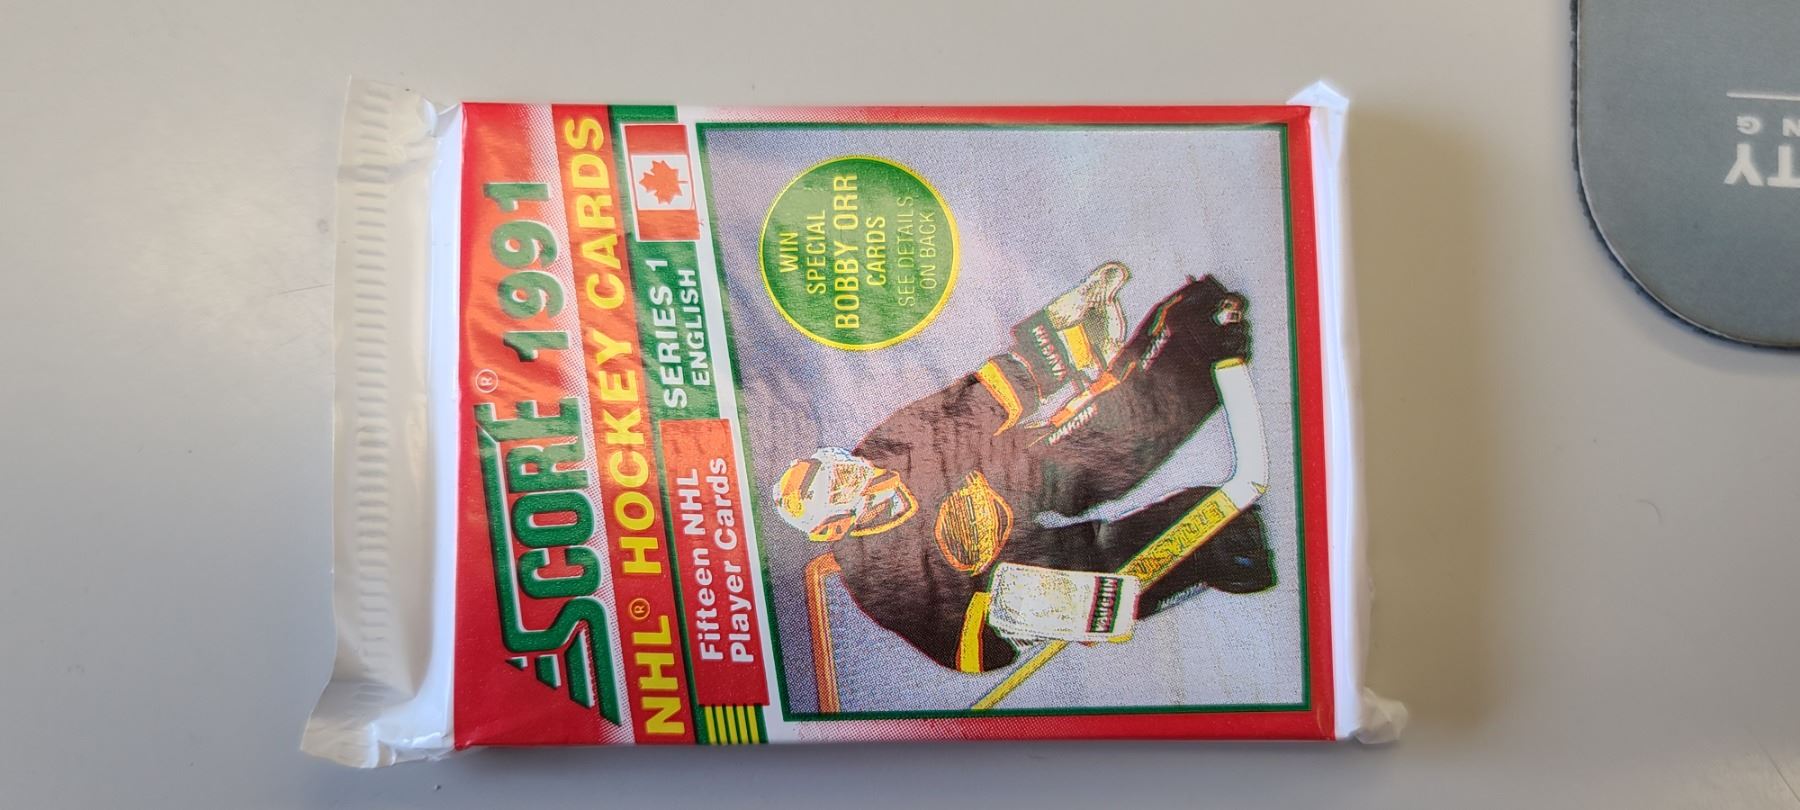 SCORE® 1991
NHL® HOCKEY CARDS
SERIES 1
ENGLISH
Fifteen NHL
Player Cards
WIN
SPECIAL
BOBBY ORR
CARDS
SEE DETAILS
ON BACK
VAUGHN
VAUGHN
VAUGHN